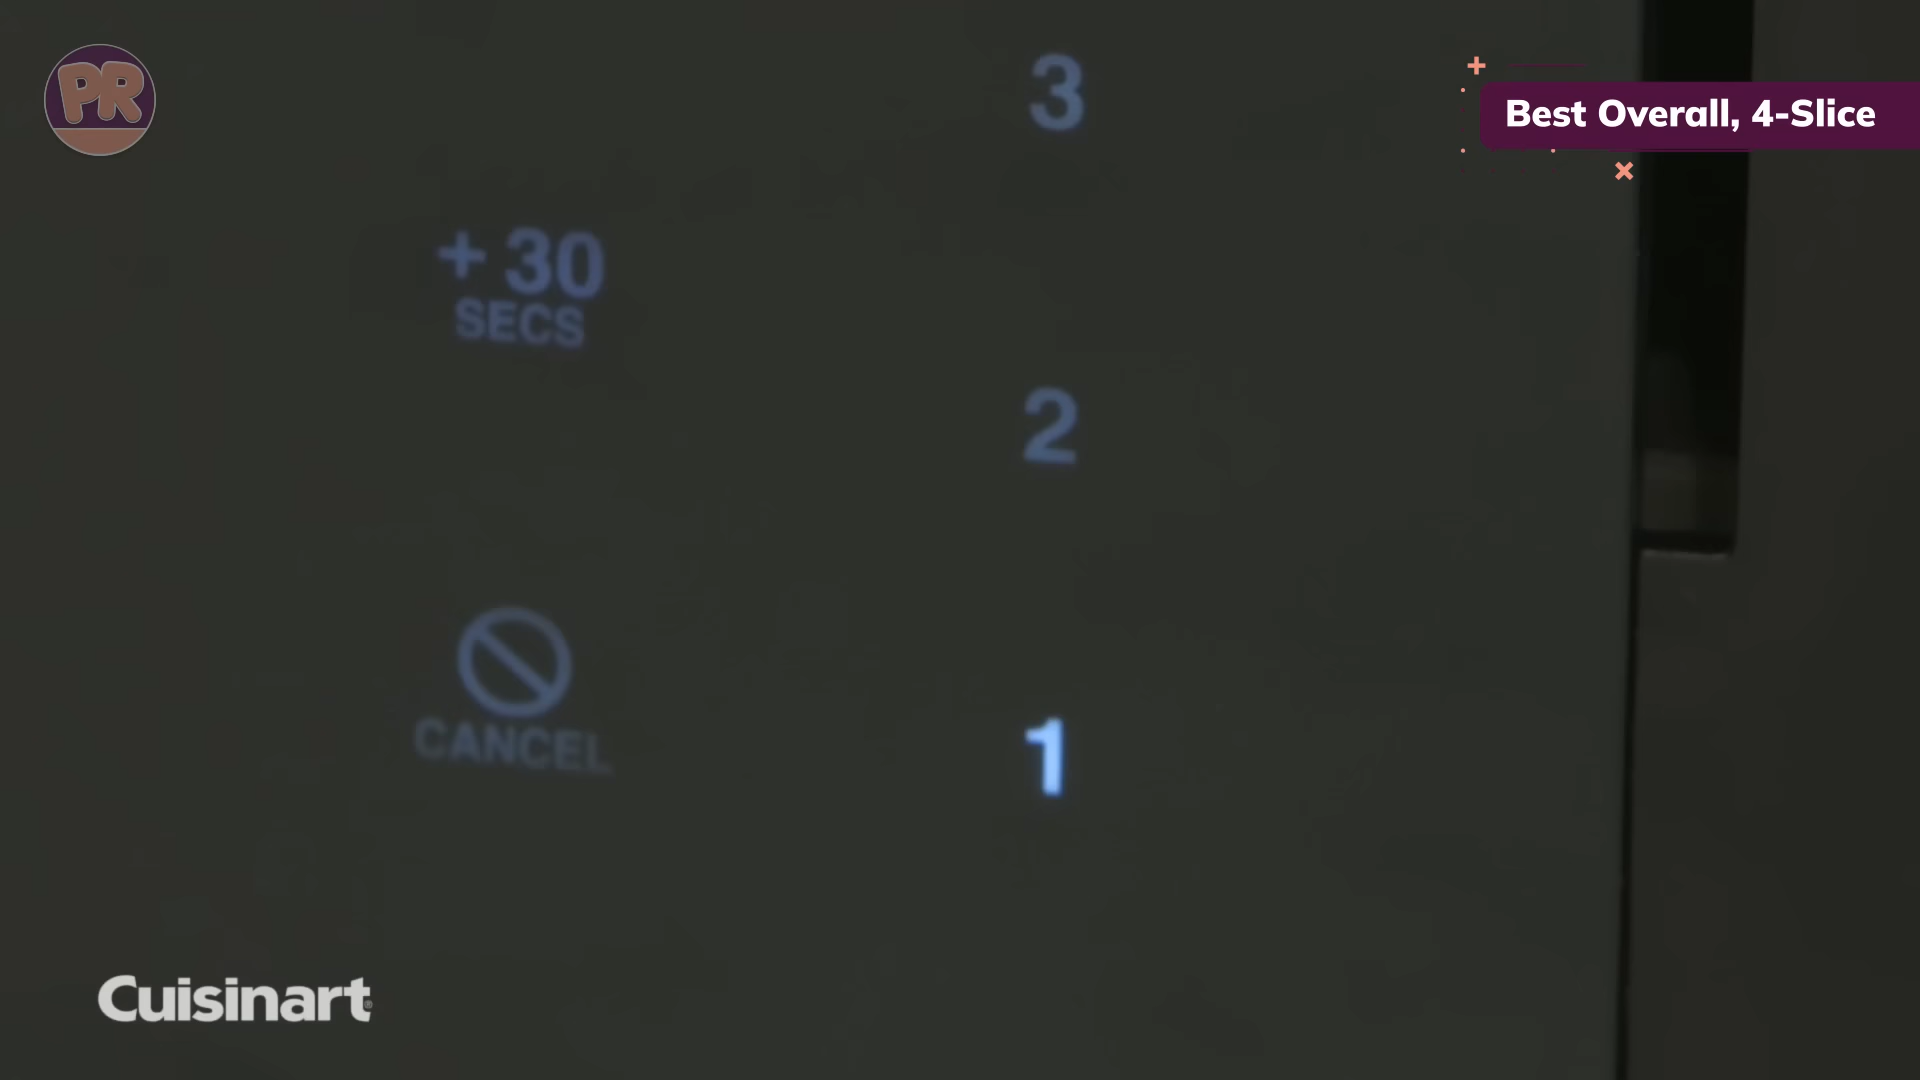 PR
Best Overall, 4-Slice
3
+ 30
SECS
2
CANCEL
1
Cuisinart